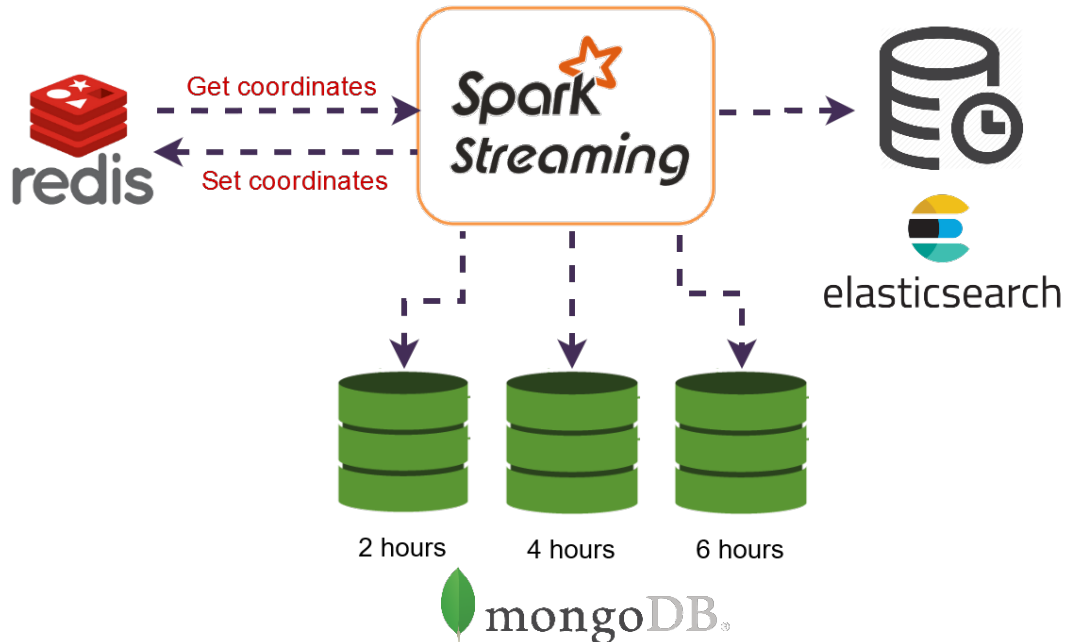 Get coordinates
Spark
Streaming
redis
Set coordinates
elasticsearch
2 hours
4 hours
6 hours
mongoDB®